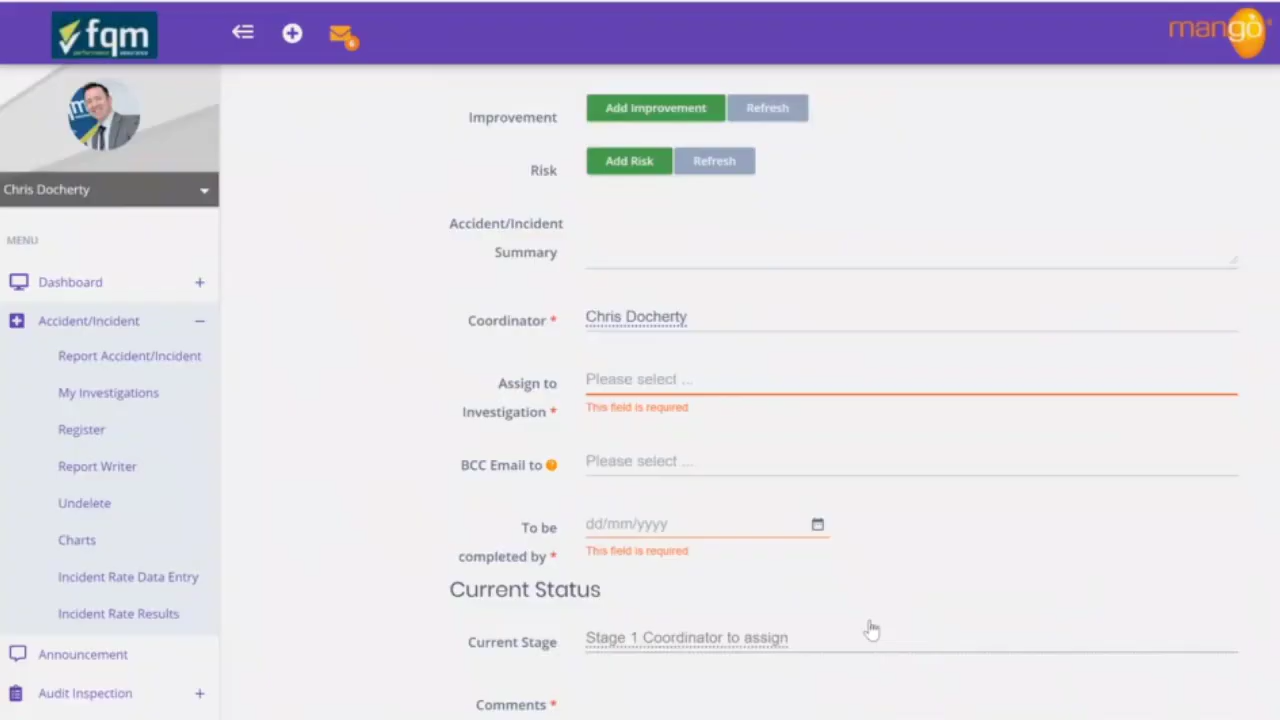 fqm
performance assurance
6
mango
Chris Docherty
MENU
Dashboard
Accident/Incident
Report Accident/Incident
My Investigations
Register
Report Writer
Undelete
Charts
Incident Rate Data Entry
Incident Rate Results
Announcement
Audit Inspection
Improvement
Add Improvement
Refresh
Risk
Add Risk
Refresh
Accident/Incident
Summary
Coordinator *
Chris Docherty
Assign to
Investigation *
Please select ...
This field is required
BCC Email to
Please select ...
To be
completed by *
dd/mm/yyyy
This field is required
Current Status
Current Stage
Stage 1 Coordinator to assign
Comments *